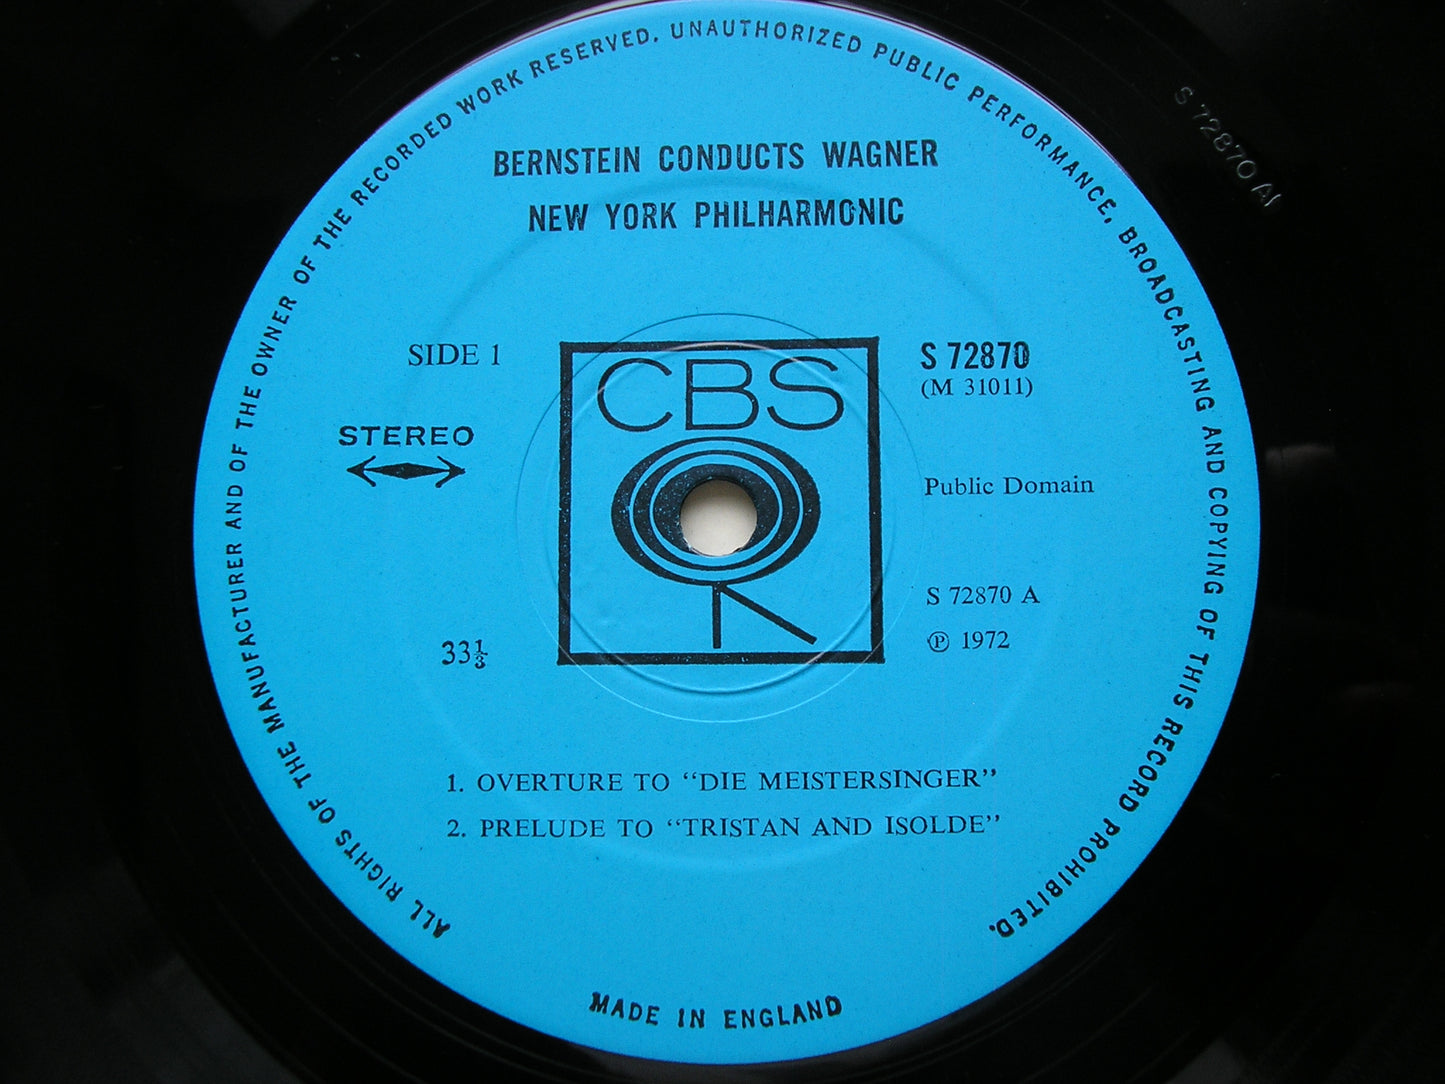 ALL RIGHTS OF THE MANUFACTURER AND OF THE OWNER OF THE RECORDED WORK RESERVED. UNAUTHORIZED PUBLIC PERFORMANCE, BROADCASTING AND COPYING OF THIS RECORD PROHIBITED.
S 72870 A1
BERNSTEIN CONDUCTS WAGNER
NEW YORK PHILHARMONIC
SIDE 1
CBS
S 72870
(M 31011)
STEREO
Public Domain
S 72870 A
℗ 1972
33⅓
1. OVERTURE TO “DIE MEISTERSINGER”
2. PRELUDE TO “TRISTAN AND ISOLDE”
MADE IN ENGLAND